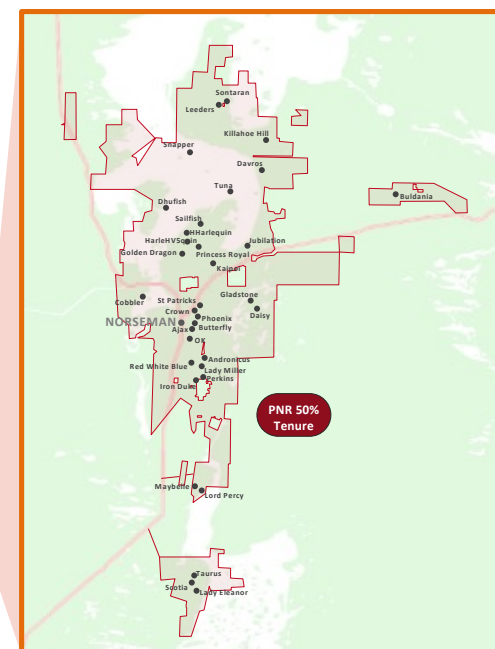 Sontaran
Leeders
Killahoe Hill
Snapper
Davros
Tuna
Buldania
Dhufish
Sailfish
HHarlequin
HarleHVSquin
Jubilation
Princess Royal
Golden Dragon
Kaipai
Cobbler
Gladstone
St Patricks
Daisy
Crown
Phoenix
NORSEMAN
Butterfly
Ajax
OK
Andronicus
Red White Blue
Lady Miller
Perkins
Iron Duke
PNR 50%
Tenure
Maybelle
Lord Percy
Taurus
Scotia
Lady Eleanor